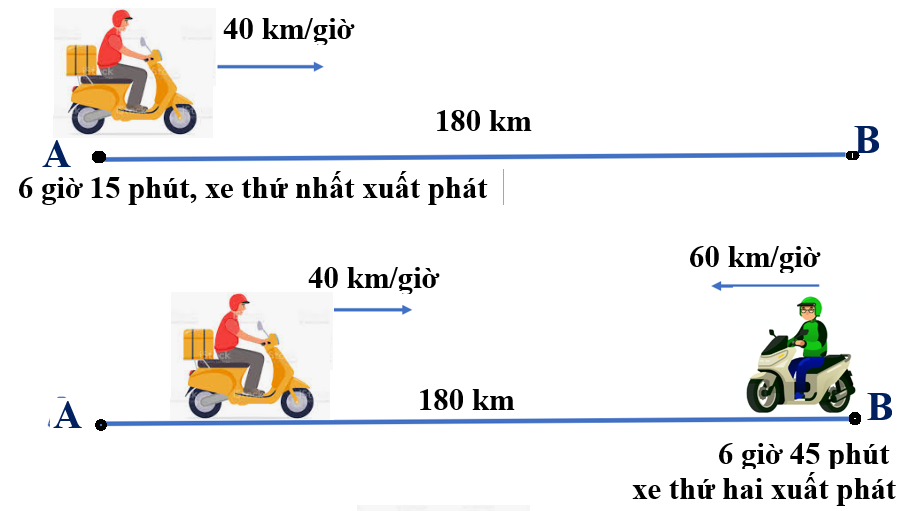 40 km/giờ
180 km
A
B
6 giờ 15 phút, xe thứ nhất xuất phát
60 km/giờ
40 km/giờ
180 km
A
B
6 giờ 45 phút
xe thứ hai xuất phát